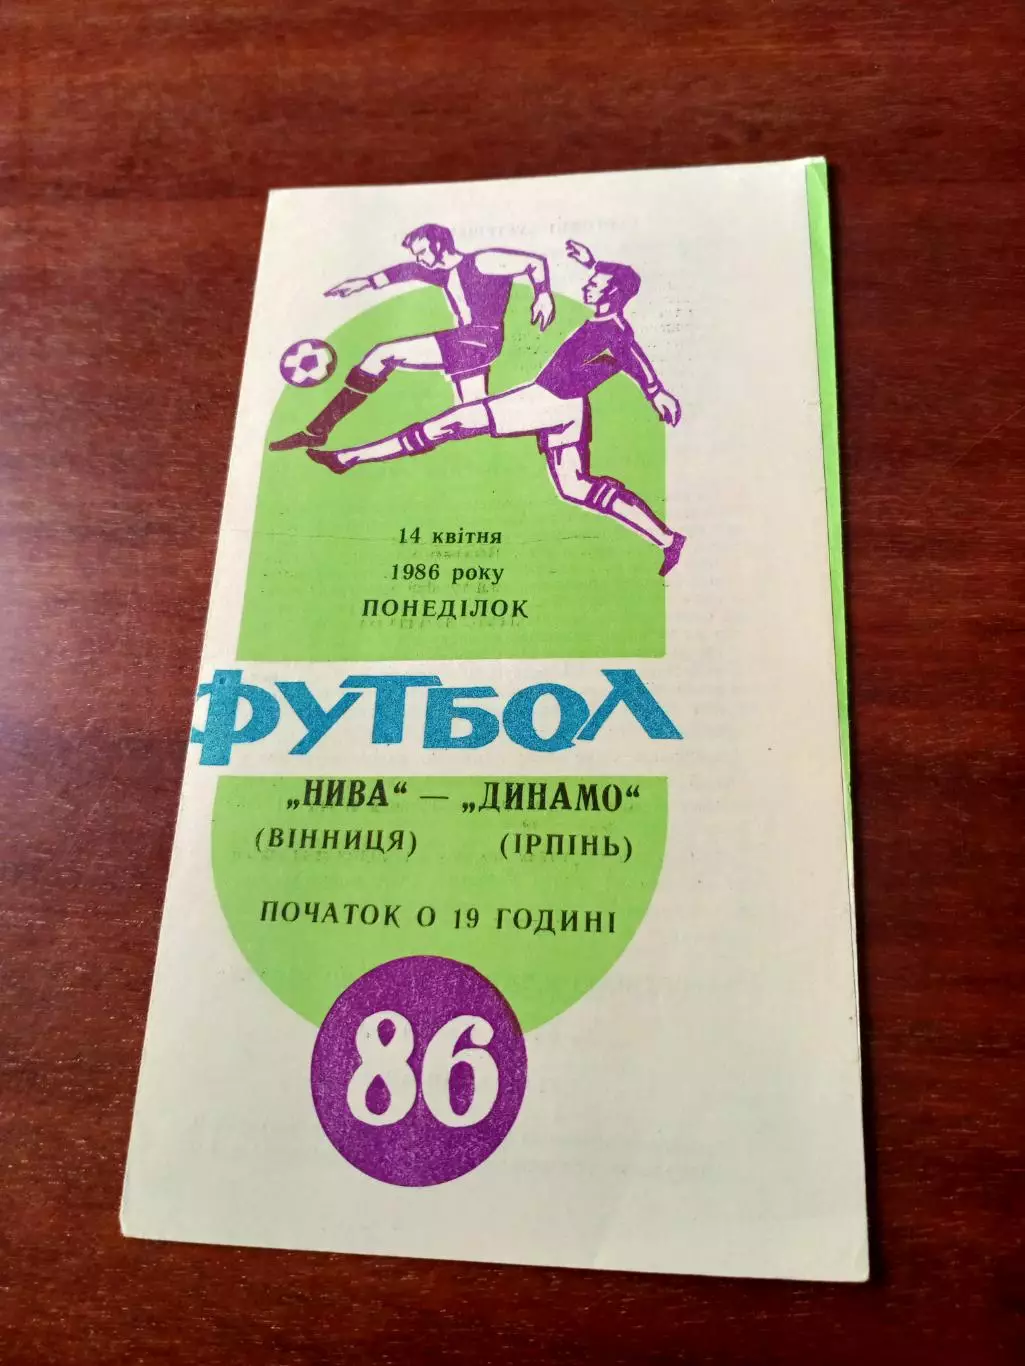 14 квітня
1986 року
ПОНЕДІЛОК
ФУТБОЛ
„НИВА“ — „ДИНАМО“
(ВІННИЦЯ) (ІРПІНЬ)
ПОЧАТОК О 19 ГОДИНІ
86